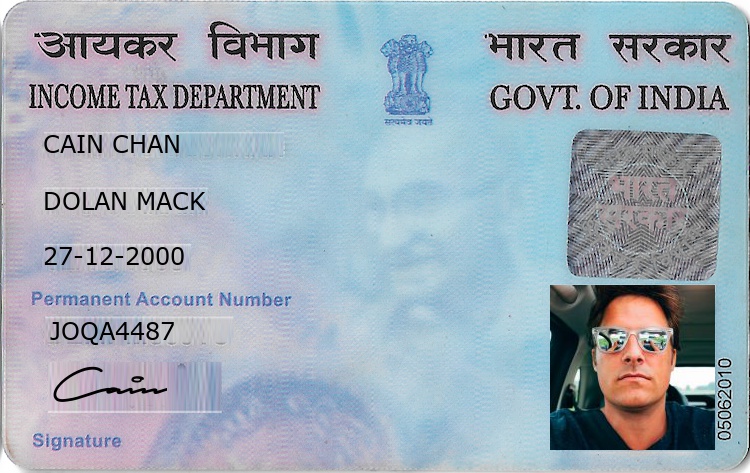 आयकर विभाग
भारत सरकार
INCOME TAX DEPARTMENT
GOVT. OF INDIA
सत्यमेव जयते
CAIN CHAN
DOLAN MACK
27-12-2000
भारत
सरकार
Permanent Account Number
JOQA4487
Cain
Signature
05062010